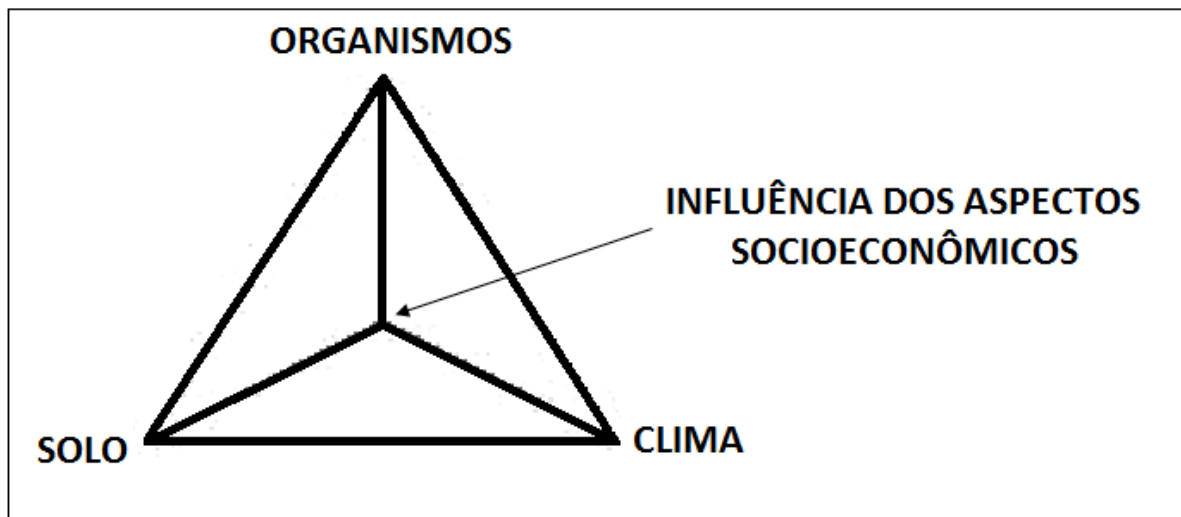 ORGANISMOS
INFLUÊNCIA DOS ASPECTOS
SOCIOECONÔMICOS
SOLO
CLIMA